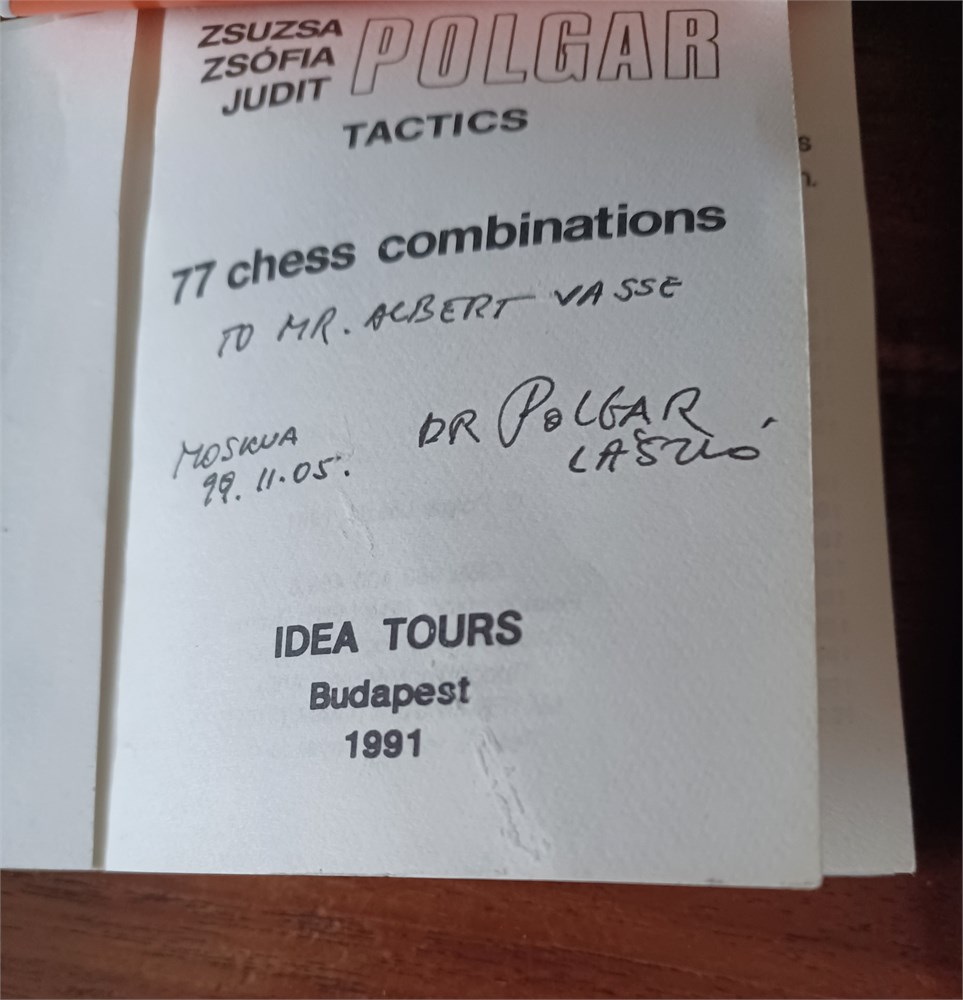 ZSUZSA
ZSÓFIA
JUDIT
POLGAR
TACTICS
77 chess combinations
TO MR. ALBERT VASSE
DR POLGAR
LÁSZLÓ
MOSKVA
99. 11. 05.
IDEA TOURS
Budapest
1991